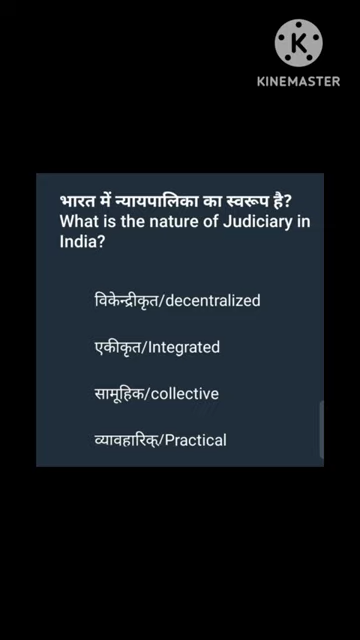 K
KINEMASTER
भारत में न्यायपालिका का स्वरूप है?
What is the nature of Judiciary in
India?
विकेन्द्रीकृत/decentralized
एकीकृत/Integrated
सामूहिक/collective
व्यावहारिक्/Practical